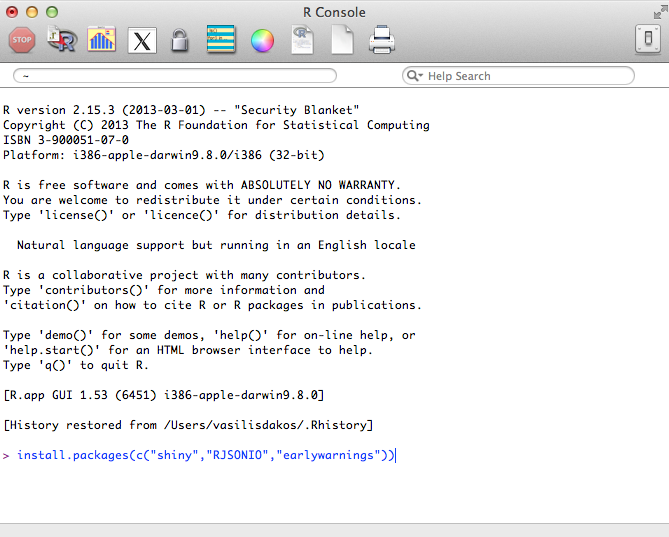 R Console
STOP
X
R
~
Help Search
R version 2.15.3 (2013-03-01) -- "Security Blanket"
Copyright (C) 2013 The R Foundation for Statistical Computing
ISBN 3-900051-07-0
Platform: i386-apple-darwin9.8.0/i386 (32-bit)
R is free software and comes with ABSOLUTELY NO WARRANTY.
You are welcome to redistribute it under certain conditions.
Type 'license()' or 'licence()' for distribution details.
Natural language support but running in an English locale
R is a collaborative project with many contributors.
Type 'contributors()' for more information and
'citation()' on how to cite R or R packages in publications.
Type 'demo()' for some demos, 'help()' for on-line help, or
'help.start()' for an HTML browser interface to help.
Type 'q()' to quit R.
[R.app GUI 1.53 (6451) i386-apple-darwin9.8.0]
[History restored from /Users/vasilisdakos/.Rhistory]
> install.packages(c("shiny","RJSONIO","earlywarnings"))